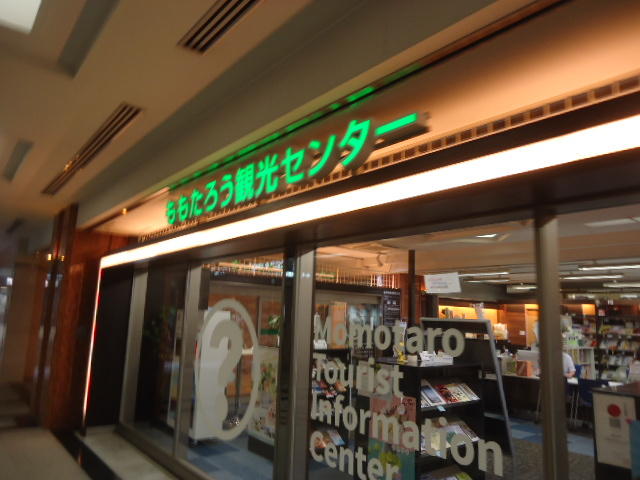 ももたろう観光センター
?
Momotaro
Tourist
Information
Center